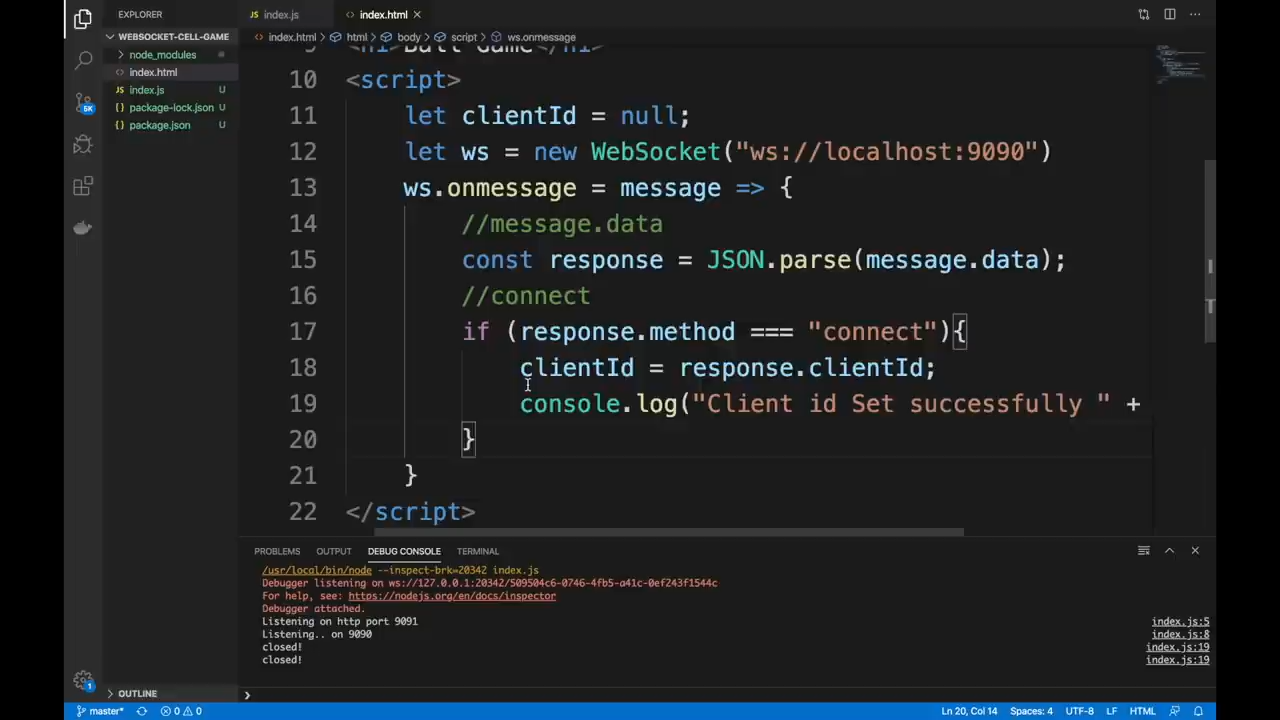 EXPLORER
index.js
index.html
WEBSOCKET-CELL-GAME
index.html > html > body > script > ws.onmessage
node_modules
index.html
index.js U
package-lock.json U
package.json U
5K
9 <h1>Ball Game</h1>
10 <script>
11 let clientId = null;
12 let ws = new WebSocket("ws://localhost:9090")
13 ws.onmessage = message => {
14 //message.data
15 const response = JSON.parse(message.data);
16 //connect
17 if (response.method === "connect"){
18 clientId = response.clientId;
19 console.log("Client id Set successfully " +
20 }
21 }
22 </script>
PROBLEMS OUTPUT DEBUG CONSOLE TERMINAL
/usr/local/bin/node --inspect-brk=20342 index.js
Debugger listening on ws://127.0.0.1:20342/509504c6-0746-4fb5-a41c-0ef243f1544c
For help, see: https://nodejs.org/en/docs/inspector
Debugger attached.
Listening on http port 9091 index.js:5
Listening.. on 9090 index.js:8
closed! index.js:19
closed! index.js:19
1
OUTLINE
master* 0 0 Ln 20, Col 14 Spaces: 4 UTF-8 LF HTML